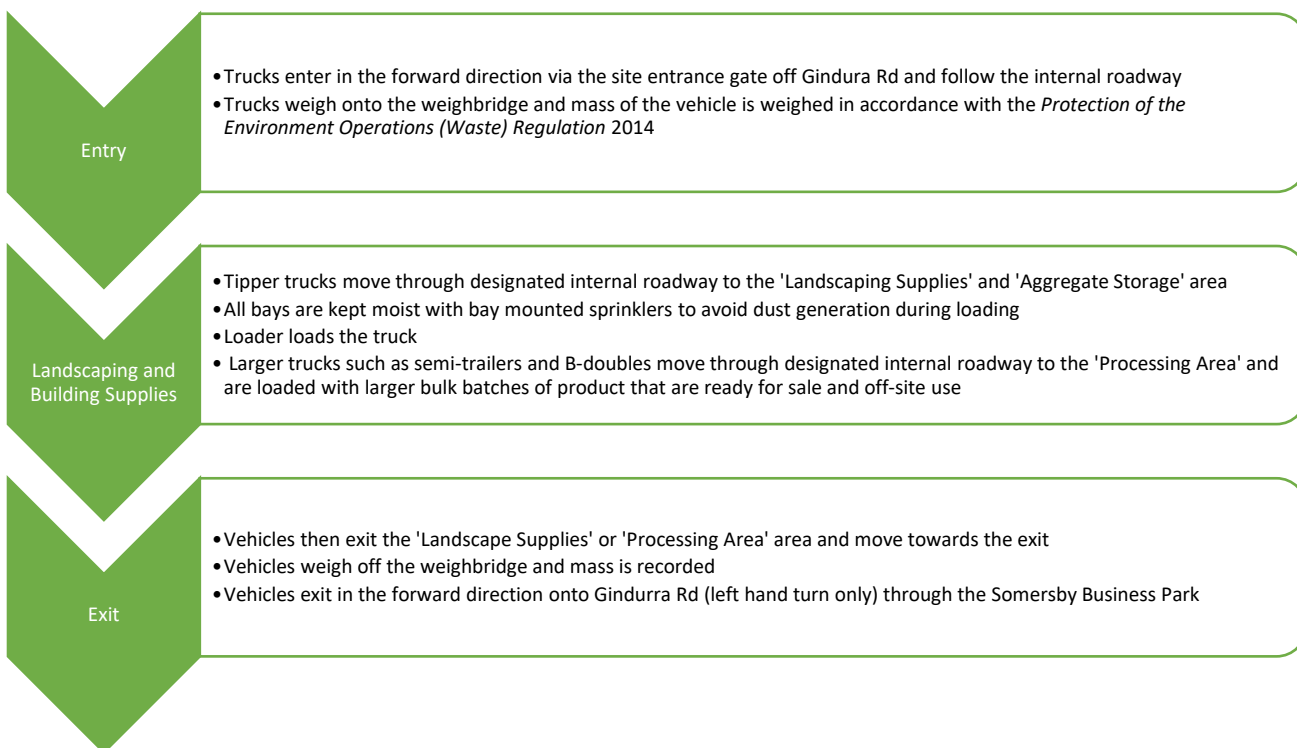 Entry
•Trucks enter in the forward direction via the site entrance gate off Gindura Rd and follow the internal roadway
•Trucks weigh onto the weighbridge and mass of the vehicle is weighed in accordance with the Protection of the
Environment Operations (Waste) Regulation 2014
Landscaping and
Building Supplies
•Tipper trucks move through designated internal roadway to the 'Landscaping Supplies' and 'Aggregate Storage' area
•All bays are kept moist with bay mounted sprinklers to avoid dust generation during loading
•Loader loads the truck
• Larger trucks such as semi-trailers and B-doubles move through designated internal roadway to the 'Processing Area' and
are loaded with larger bulk batches of product that are ready for sale and off-site use
Exit
•Vehicles then exit the 'Landscape Supplies' or 'Processing Area' area and move towards the exit
•Vehicles weigh off the weighbridge and mass is recorded
•Vehicles exit in the forward direction onto Gindurra Rd (left hand turn only) through the Somersby Business Park